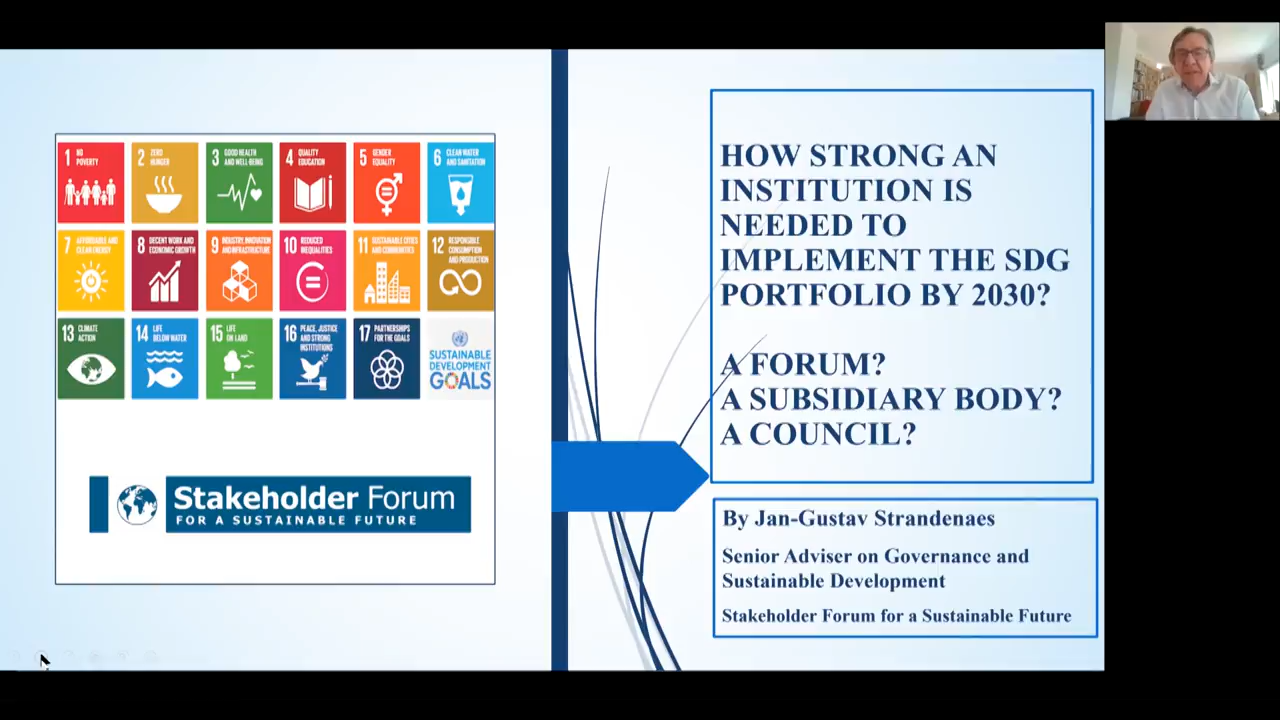 1 NO
POVERTY
2 ZERO
HUNGER
3 GOOD HEALTH
AND WELL-BEING
4 QUALITY
EDUCATION
5 GENDER
EQUALITY
6 CLEAN WATER
AND SANITATION
7 AFFORDABLE AND
CLEAN ENERGY
8 DECENT WORK AND
ECONOMIC GROWTH
9 INDUSTRY, INNOVATION
AND INFRASTRUCTURE
10 REDUCED
INEQUALITIES
11 SUSTAINABLE CITIES
AND COMMUNITIES
12 RESPONSIBLE
CONSUMPTION
AND PRODUCTION
13 CLIMATE
ACTION
14 LIFE
BELOW WATER
15 LIFE
ON LAND
16 PEACE, JUSTICE
AND STRONG
INSTITUTIONS
17 PARTNERSHIPS
FOR THE GOALS
SUSTAINABLE
DEVELOPMENT
GOALS
Stakeholder Forum
FOR A SUSTAINABLE FUTURE
HOW STRONG AN
INSTITUTION IS
NEEDED TO
IMPLEMENT THE SDG
PORTFOLIO BY 2030?
A FORUM?
A SUBSIDIARY BODY?
A COUNCIL?
By Jan-Gustav Strandenaes
Senior Adviser on Governance and
Sustainable Development
Stakeholder Forum for a Sustainable Future